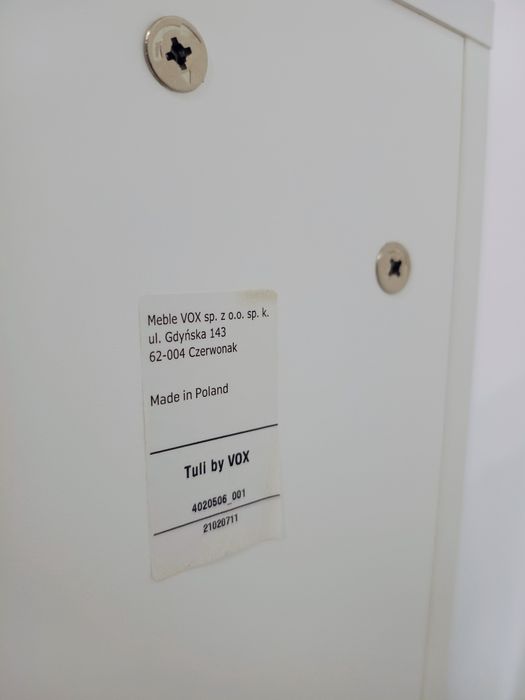 Meble VOX sp. z o.o. sp. k.
ul. Gdyńska 143
62-004 Czerwonak
Made in Poland
Tuli by VOX
4020506_001
21020711